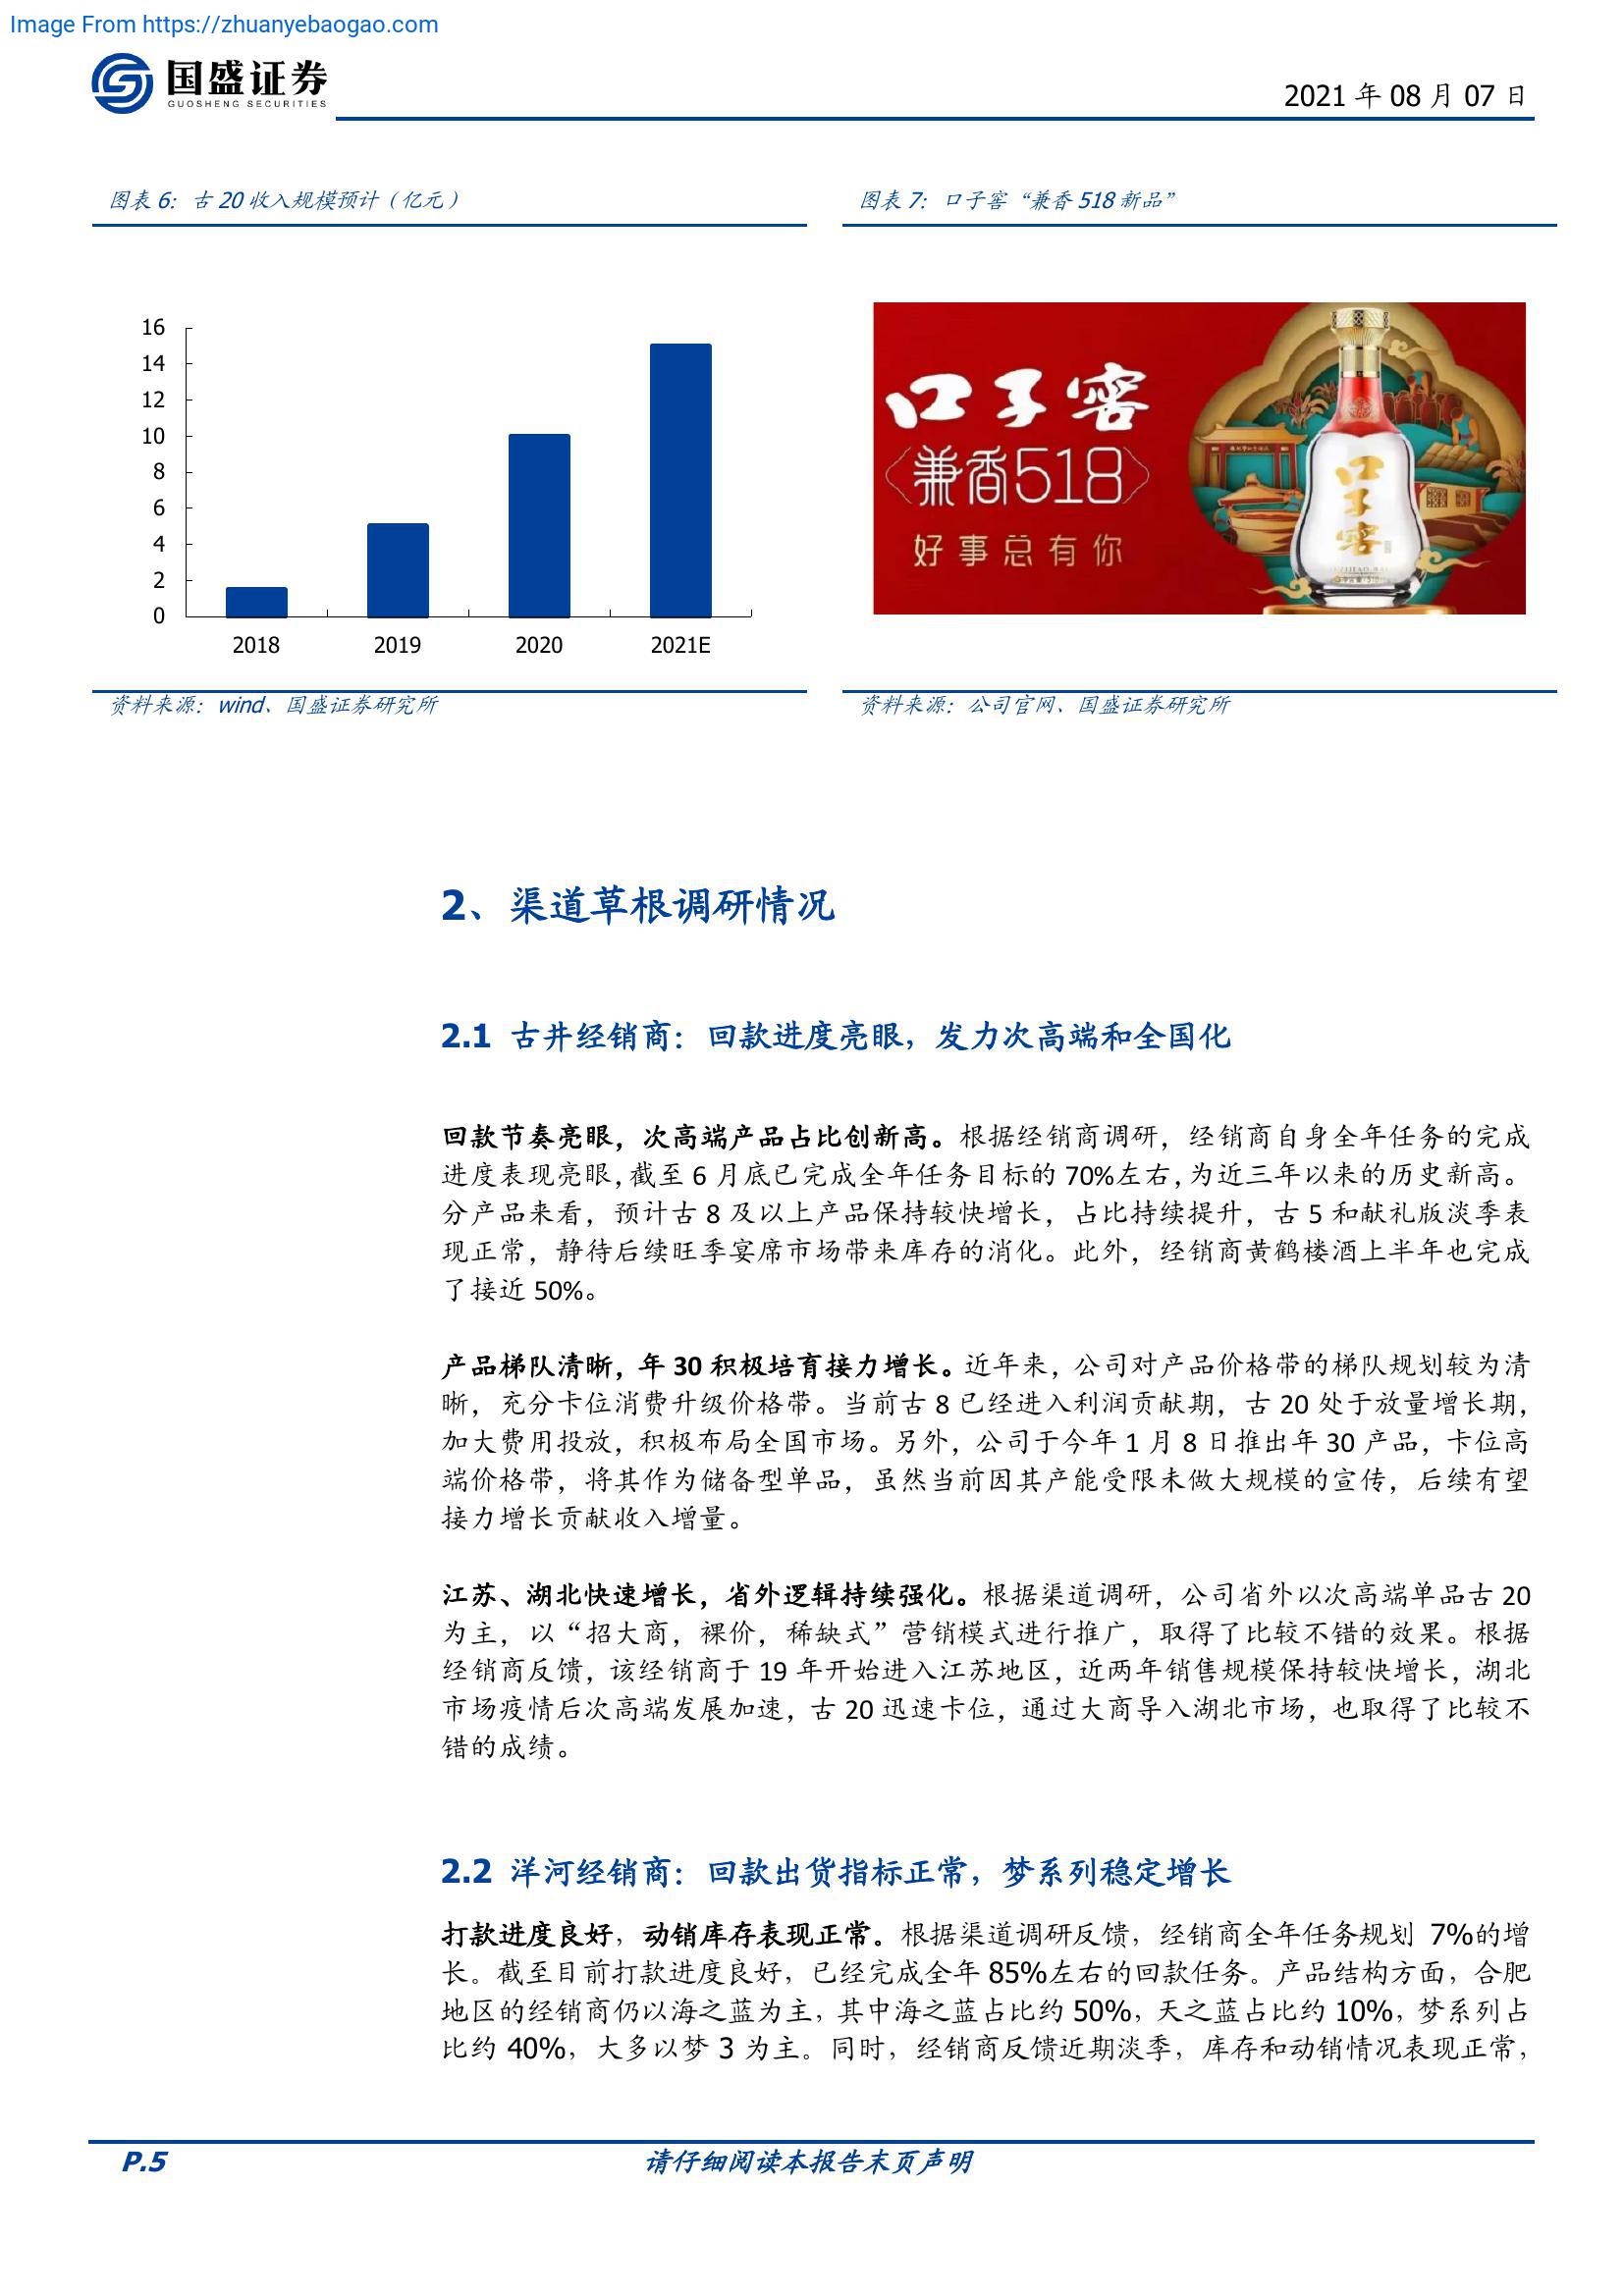 Image From https://zhuanyebaogao.com
国盛证券
GUOSHENG SECURITIES
2021 年 08 月 07 日
图表 6：古 20 收入规模预计（亿元）
16
14
12
10
8
6
4
2
0
2018
2019
2020
2021E
资料来源：wind、国盛证券研究所
图表 7：口子窖“兼香 518 新品”
口子窖
兼香518
好事总有你
口子窖
资料来源：公司官网、国盛证券研究所
2、渠道草根调研情况
2.1 古井经销商：回款进度亮眼，发力次高端和全国化
回款节奏亮眼，次高端产品占比创新高。根据经销商调研，经销商自身全年任务的完成
进度表现亮眼，截至 6 月底已完成全年任务目标的 70%左右，为近三年以来的历史新高。
分产品来看，预计古 8 及以上产品保持较快增长，占比持续提升，古 5 和献礼版淡季表
现正常，静待后续旺季宴席市场带来库存的消化。此外，经销商黄鹤楼酒上半年也完成
了接近 50%。
产品梯队清晰，年 30 积极培育接力增长。近年来，公司对产品价格带的梯队规划较为清
晰，充分卡位消费升级价格带。当前古 8 已经进入利润贡献期，古 20 处于放量增长期，
加大费用投放，积极布局全国市场。另外，公司于今年 1 月 8 日推出年 30 产品，卡位高
端价格带，将其作为储备型单品，虽然当前因其产能受限未做大规模的宣传，后续有望
接力增长贡献收入增量。
江苏、湖北快速增长，省外逻辑持续强化。根据渠道调研，公司省外以次高端单品古 20
为主，以“招大商，裸价，稀缺式”营销模式进行推广，取得了比较不错的效果。根据
经销商反馈，该经销商于 19 年开始进入江苏地区，近两年销售规模保持较快增长，湖北
市场疫情后次高端发展加速，古 20 迅速卡位，通过大商导入湖北市场，也取得了比较不
错的成绩。
2.2 洋河经销商：回款出货指标正常，梦系列稳定增长
打款进度良好，动销库存表现正常。根据渠道调研反馈，经销商全年任务规划 7%的增
长。截至目前打款进度良好，已经完成全年 85%左右的回款任务。产品结构方面，合肥
地区的经销商仍以海之蓝为主，其中海之蓝占比约 50%，天之蓝占比约 10%，梦系列占
比约 40%，大多以梦 3 为主。同时，经销商反馈近期淡季，库存和动销情况表现正常，
P.5
请仔细阅读本报告末页声明